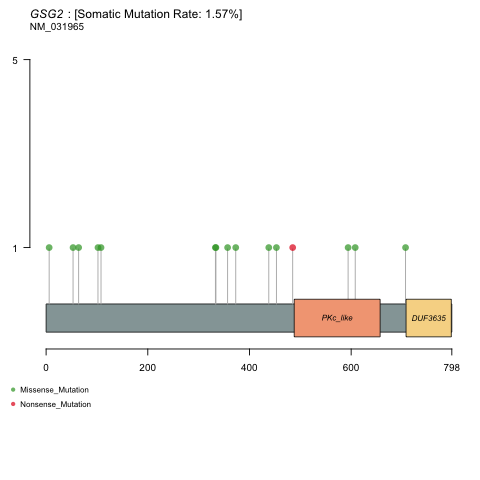 GSG2 : [Somatic Mutation Rate: 1.57%]
NM_031965
5
1
PKc_like
DUF3635
0 200 400 600 798
Missense_Mutation
Nonsense_Mutation